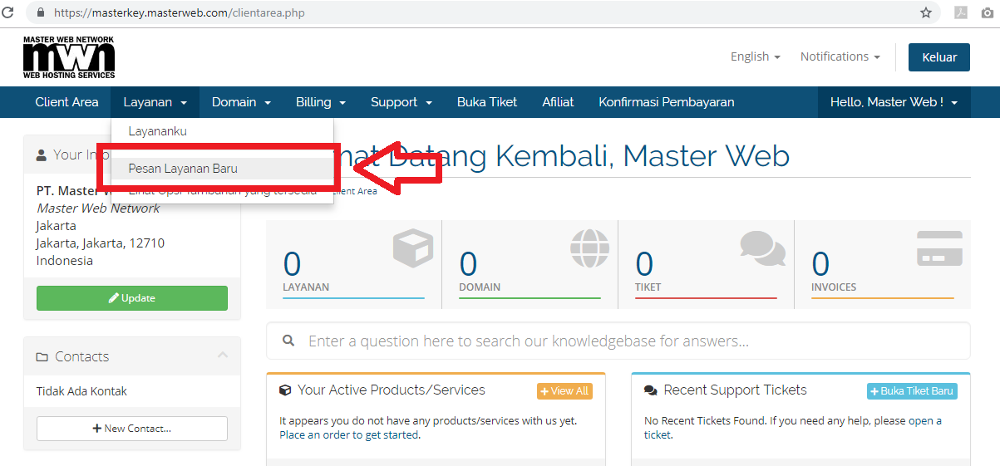 https://masterkey.masterweb.com/clientarea.php
MASTER WEB NETWORK
mwn
WEB HOSTING SERVICES
English
Notifications
Keluar
Client Area
Layanan
Domain
Billing
Support
Buka Tiket
Afiliat
Konfirmasi Pembayaran
Hello, Master Web !
Layananku
Pesan Layanan Baru
Lihat Opsi Tambahan yang tersedia
Your Info
PT. Master
Master Web Network
Jakarta
Jakarta, Jakarta, 12710
Indonesia
Update
Contacts
Tidak Ada Kontak
New Contact...
mat Datang Kembali, Master Web
Client Area
0
LAYANAN
0
DOMAIN
0
TIKET
0
INVOICES
Enter a question here to search our knowledgebase for answers...
Your Active Products/Services
View All
It appears you do not have any products/services with us yet.
Place an order to get started.
Recent Support Tickets
Buka Tiket Baru
No Recent Tickets Found. If you need any help, please open a
ticket.